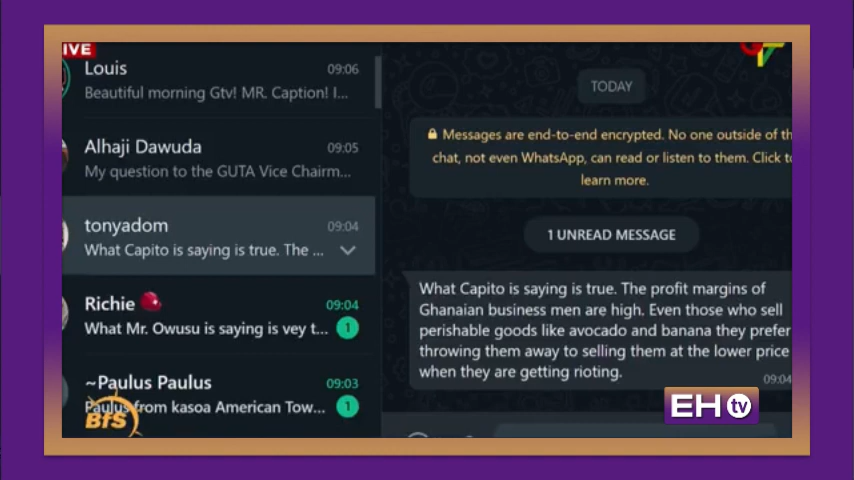 IVE
Louis 09:06
Beautiful morning Gtv! MR. Caption! I...
Alhaji Dawuda 09:05
My question to the GUTA Vice Chairm...
tonyadom 09:04
What Capito is saying is true. The ...
Richie 09:04
What Mr. Owusu is saying is vey t... 1
~Paulus Paulus 09:03
Paulus from kasoa American Tow... 1
BfS
TODAY
Messages are end-to-end encrypted. No one outside of th
chat, not even WhatsApp, can read or listen to them. Click to
learn more.
1 UNREAD MESSAGE
What Capito is saying is true. The profit margins of
Ghanaian business men are high. Even those who sell
perishable goods like avocado and banana they prefer
throwing them away to selling them at the lower price
when they are getting rioting.
09:04
EH tv